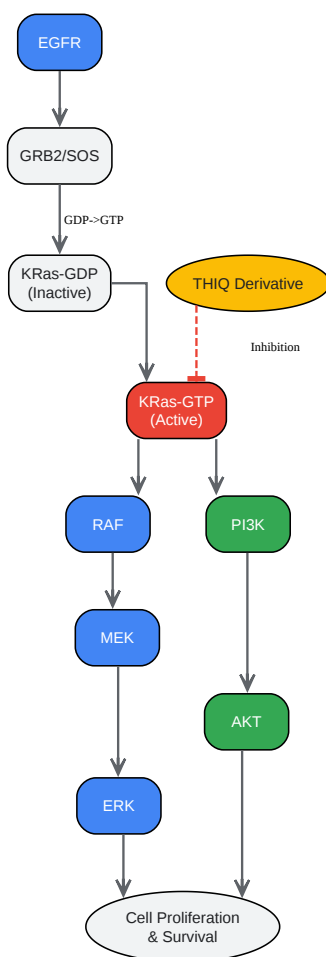 EGFR
GRB2/SOS
GDP->GTP
KRas-GDP
(Inactive)
THIQ Derivative
Inhibition
KRas-GTP
(Active)
RAF
PI3K
MEK
AKT
ERK
Cell Proliferation
& Survival